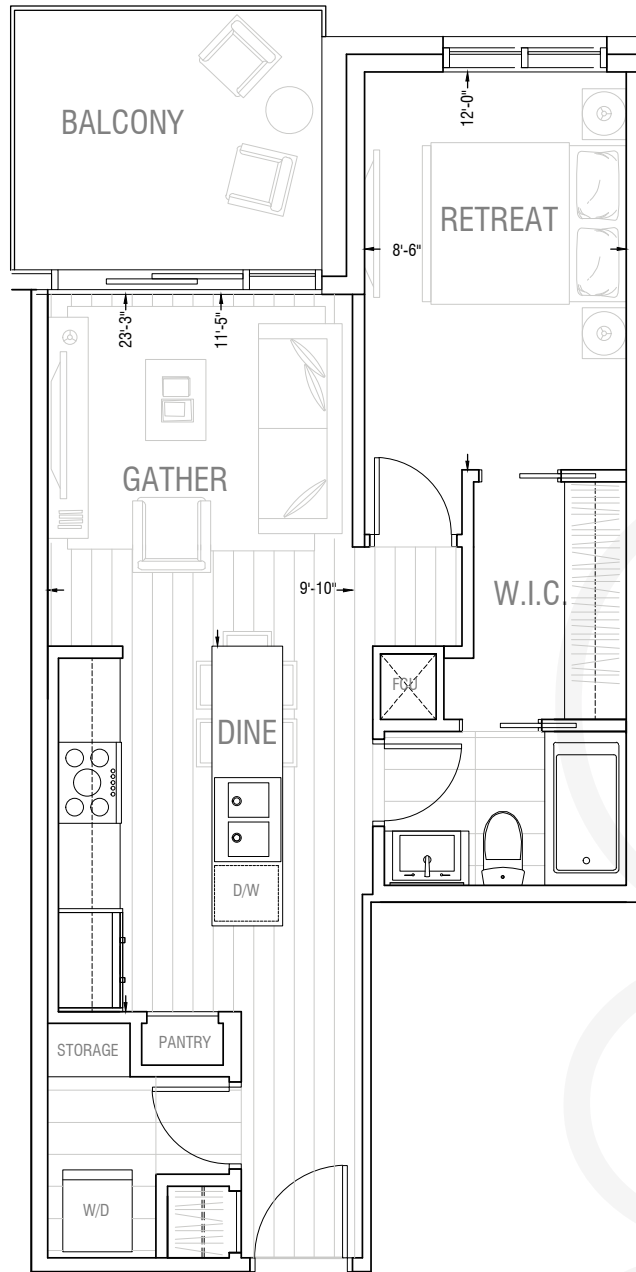 BALCONY
12'-0"
RETREAT
8'-6"
23'-3"
11'-5"
GATHER
9'-10"
W.I.C.
FCU
DINE
D/W
STORAGE
PANTRY
W/D